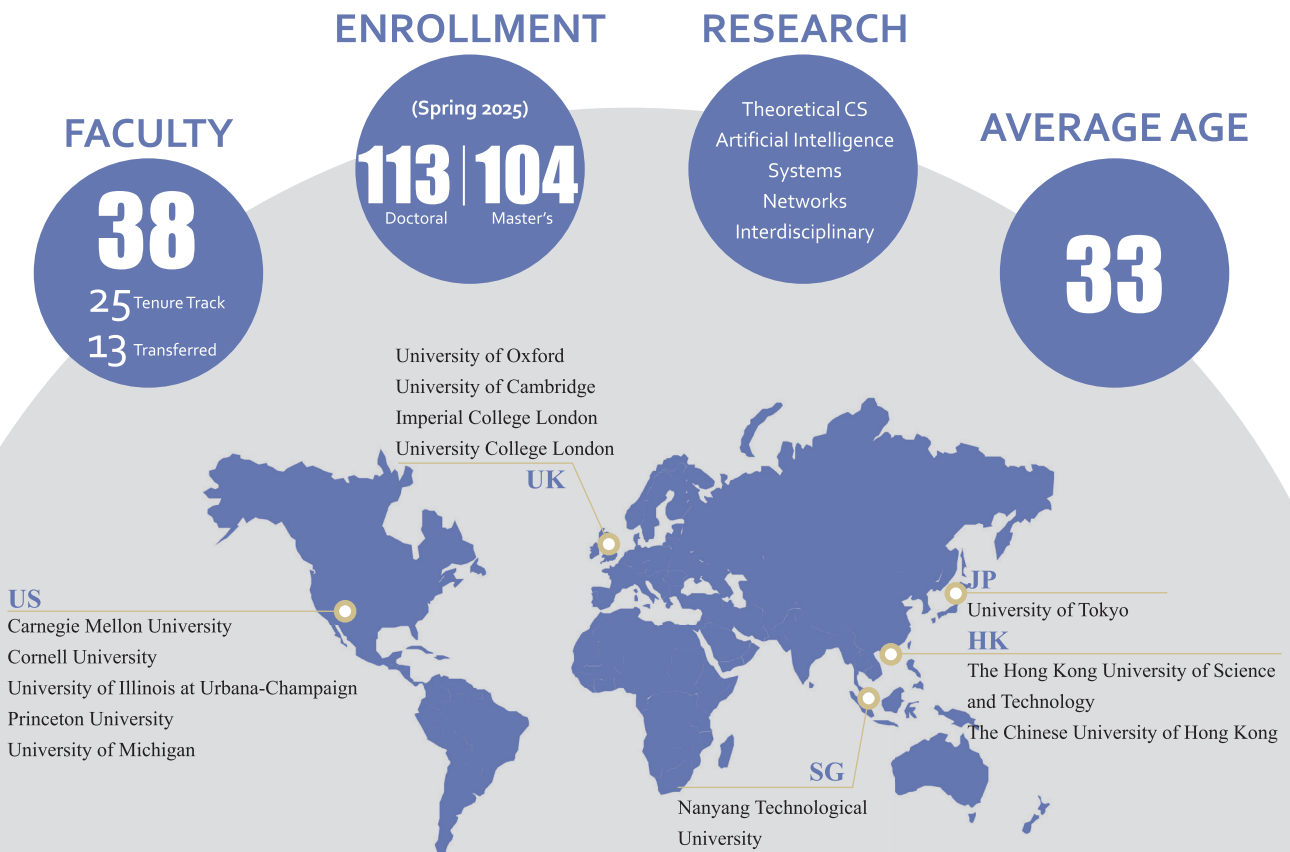 ENROLLMENT
RESEARCH
FACULTY
AVERAGE AGE
38
25 Tenure Track
13 Transferred
(Spring 2025)
113 | 104
Doctoral Master's
Theoretical CS
Artificial Intelligence
Systems
Networks
Interdisciplinary
33
University of Oxford
University of Cambridge
Imperial College London
University College London
UK
US
Carnegie Mellon University
Cornell University
University of Illinois at Urbana-Champaign
Princeton University
University of Michigan
JP
University of Tokyo
HK
The Hong Kong University of Science
and Technology
The Chinese University of Hong Kong
SG
Nanyang Technological
University